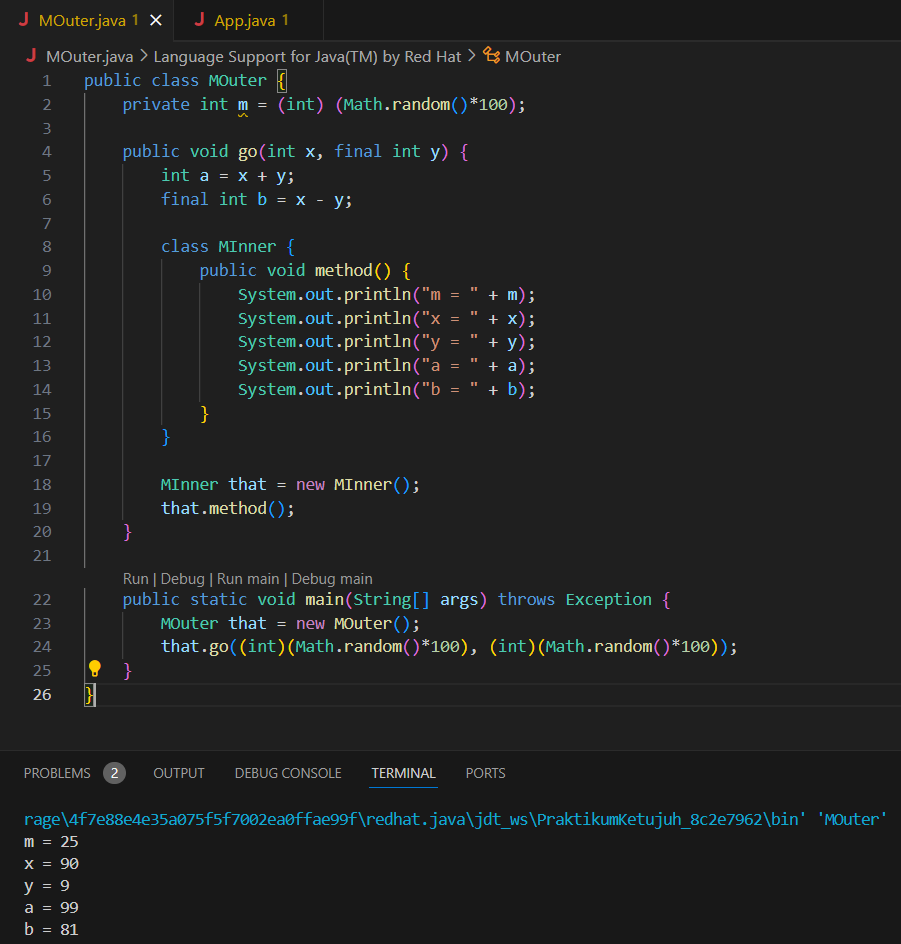 J MOuter.java 1 × J App.java 1
J MOuter.java > Language Support for Java(TM) by Red Hat > MOuter
1 public class MOuter {
2     private int m = (int) (Math.random()*100);
3
4     public void go(int x, final int y) {
5         int a = x + y;
6         final int b = x - y;
7
8         class MInner {
9             public void method() {
10                 System.out.println("m = " + m);
11                 System.out.println("x = " + x);
12                 System.out.println("y = " + y);
13                 System.out.println("a = " + a);
14                 System.out.println("b = " + b);
15             }
16         }
17
18         MInner that = new MInner();
19         that.method();
20     }
21
Run | Debug | Run main | Debug main
22     public static void main(String[] args) throws Exception {
23         MOuter that = new MOuter();
24         that.go((int)(Math.random()*100), (int)(Math.random()*100));
25     }
26 }
PROBLEMS 2 OUTPUT DEBUG CONSOLE TERMINAL PORTS
rage\4f7e88e4e35a075f5f7002ea0ffae99f\redhat.java\jdt_ws\PraktikumKetujuh_8c2e7962\bin' 'MOuter'
m = 25
x = 90
y = 9
a = 99
b = 81